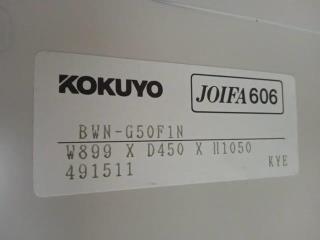 KOKUYO JOIFA 606
BWN-G50F1N
W899 X D450 X H1050
491511 KYE